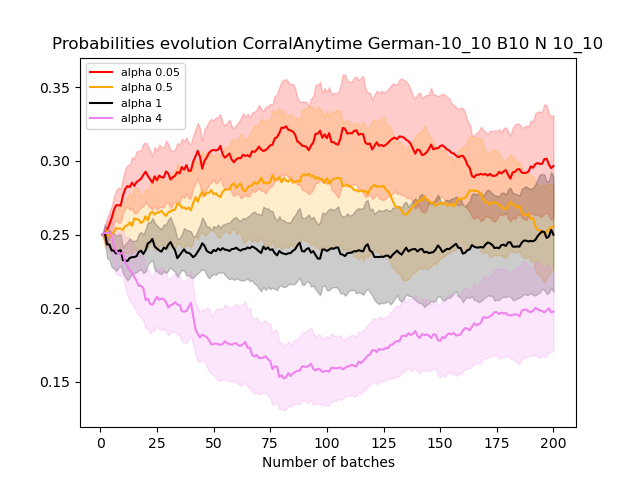 Probabilities evolution CorralAnytime German-10_10 B10 N 10_10
alpha 0.05
alpha 0.5
alpha 1
alpha 4
0.35
0.30
0.25
0.20
0.15
0 25 50 75 100 125 150 175 200
Number of batches